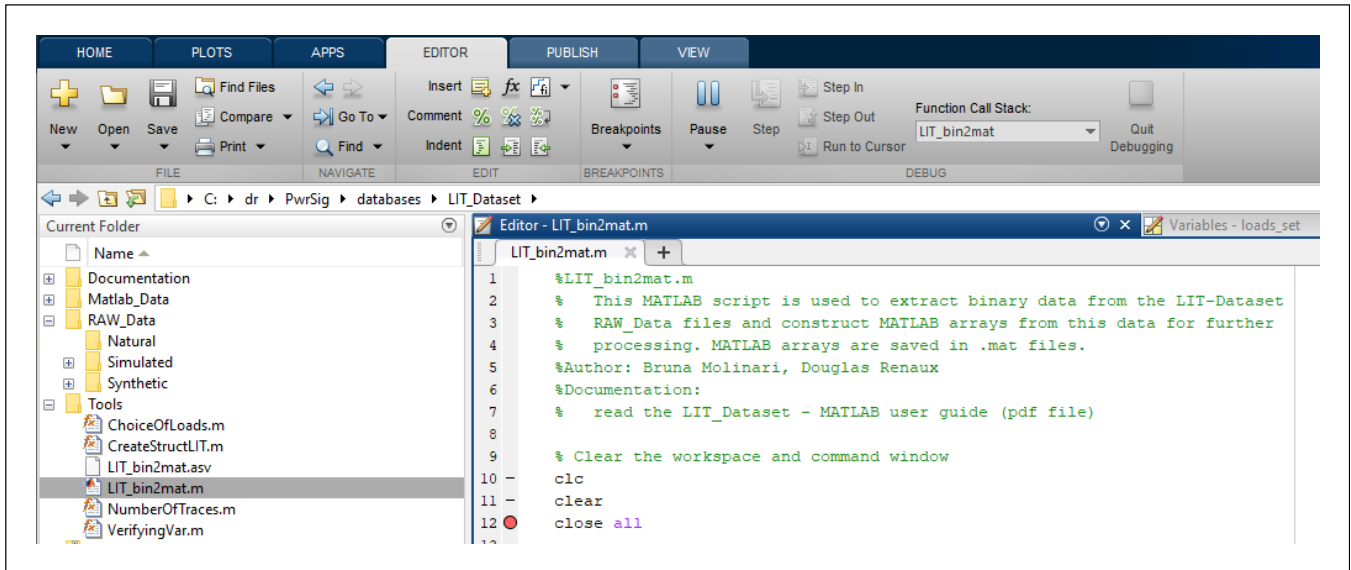 HOME PLOTS APPS EDITOR PUBLISH VIEW
New Open Save
Find Files
Compare
Print
FILE
Go To
Find
NAVIGATE
Insert fx fi
Comment
Indent
EDIT
Breakpoints
BREAKPOINTS
Pause
Step
Step In
Step Out
Run to Cursor
Function Call Stack:
LIT_bin2mat
Quit
Debugging
DEBUG
C: dr PwrSig databases LIT_Dataset
Current Folder
Name
Documentation
Matlab_Data
RAW_Data
Natural
Simulated
Synthetic
Tools
ChoiceOfLoads.m
CreateStructLIT.m
LIT_bin2mat.asv
LIT_bin2mat.m
NumberOfTraces.m
VerifyingVar.m
Editor - LIT_bin2mat.m
Variables - loads_set
LIT_bin2mat.m +
1 %LIT_bin2mat.m
2 % This MATLAB script is used to extract binary data from the LIT-Dataset
3 % RAW_Data files and construct MATLAB arrays from this data for further
4 % processing. MATLAB arrays are saved in .mat files.
5 %Author: Bruna Molinari, Douglas Renaux
6 %Documentation:
7 % read the LIT_Dataset - MATLAB user guide (pdf file)
8
9 % Clear the workspace and command window
10 - clc
11 - clear
12 close all